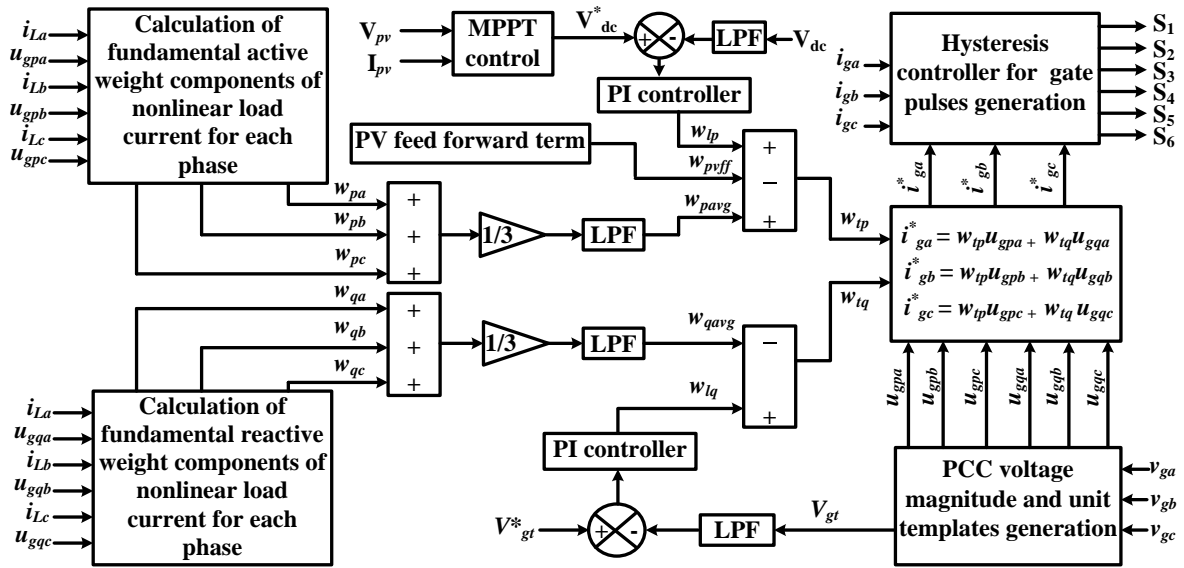 i_La
u_gpa
i_Lb
u_gpb
i_Lc
u_gpc
Calculation of
fundamental active
weight components of
nonlinear load
current for each
phase
V_pv
I_pv
MPPT
control
V*_dc
+ -
LPF
V_dc
PI controller
PV feed forward term
w_lp
w_pvff
w_pavg
+
−
+
w_pa
w_pb
w_pc
+
+
+
1/3
LPF
w_tp
i_ga
i_gb
i_gc
Hysteresis
controller for gate
pulses generation
S_1
S_2
S_3
S_4
S_5
S_6
i*_ga
i*_gb
i*_gc
i*_ga = w_tp u_gpa + w_tq u_gqa
i*_gb = w_tp u_gpb + w_tq u_gqb
i*_gc = w_tp u_gpc + w_tq u_gqc
w_qa
w_qb
w_qc
+
+
+
1/3
LPF
w_qavg
w_lq
−
+
w_tq
i_La
u_gqa
i_Lb
u_gqb
i_Lc
u_gqc
Calculation of
fundamental reactive
weight components of
nonlinear load
current for each
phase
PI controller
V*_gt
+ -
LPF
V_gt
u_gpa
u_gpb
u_gpc
u_gqa
u_gqb
u_gqc
PCC voltage
magnitude and unit
templates generation
v_ga
v_gb
v_gc